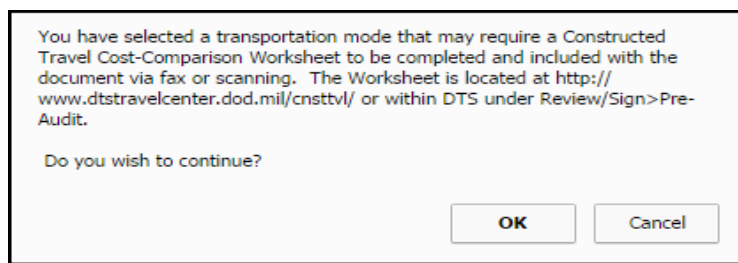 You have selected a transportation mode that may require a Constructed
Travel Cost-Comparison Worksheet to be completed and included with the
document via fax or scanning.  The Worksheet is located at http://
www.dtstravelcenter.dod.mil/cnsttvl/ or within DTS under Review/Sign>Pre-
Audit.
Do you wish to continue?
OK
Cancel